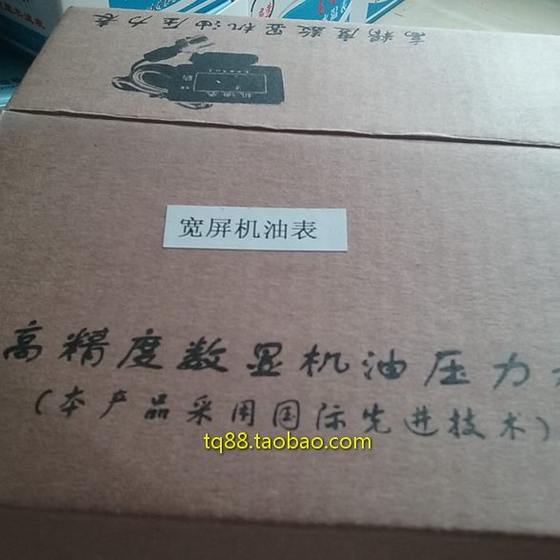 高精度数显机油压力表
宽屏机油表
高精度数显机油压力
(本产品采用国际先进技术)
tq88.taobao.com